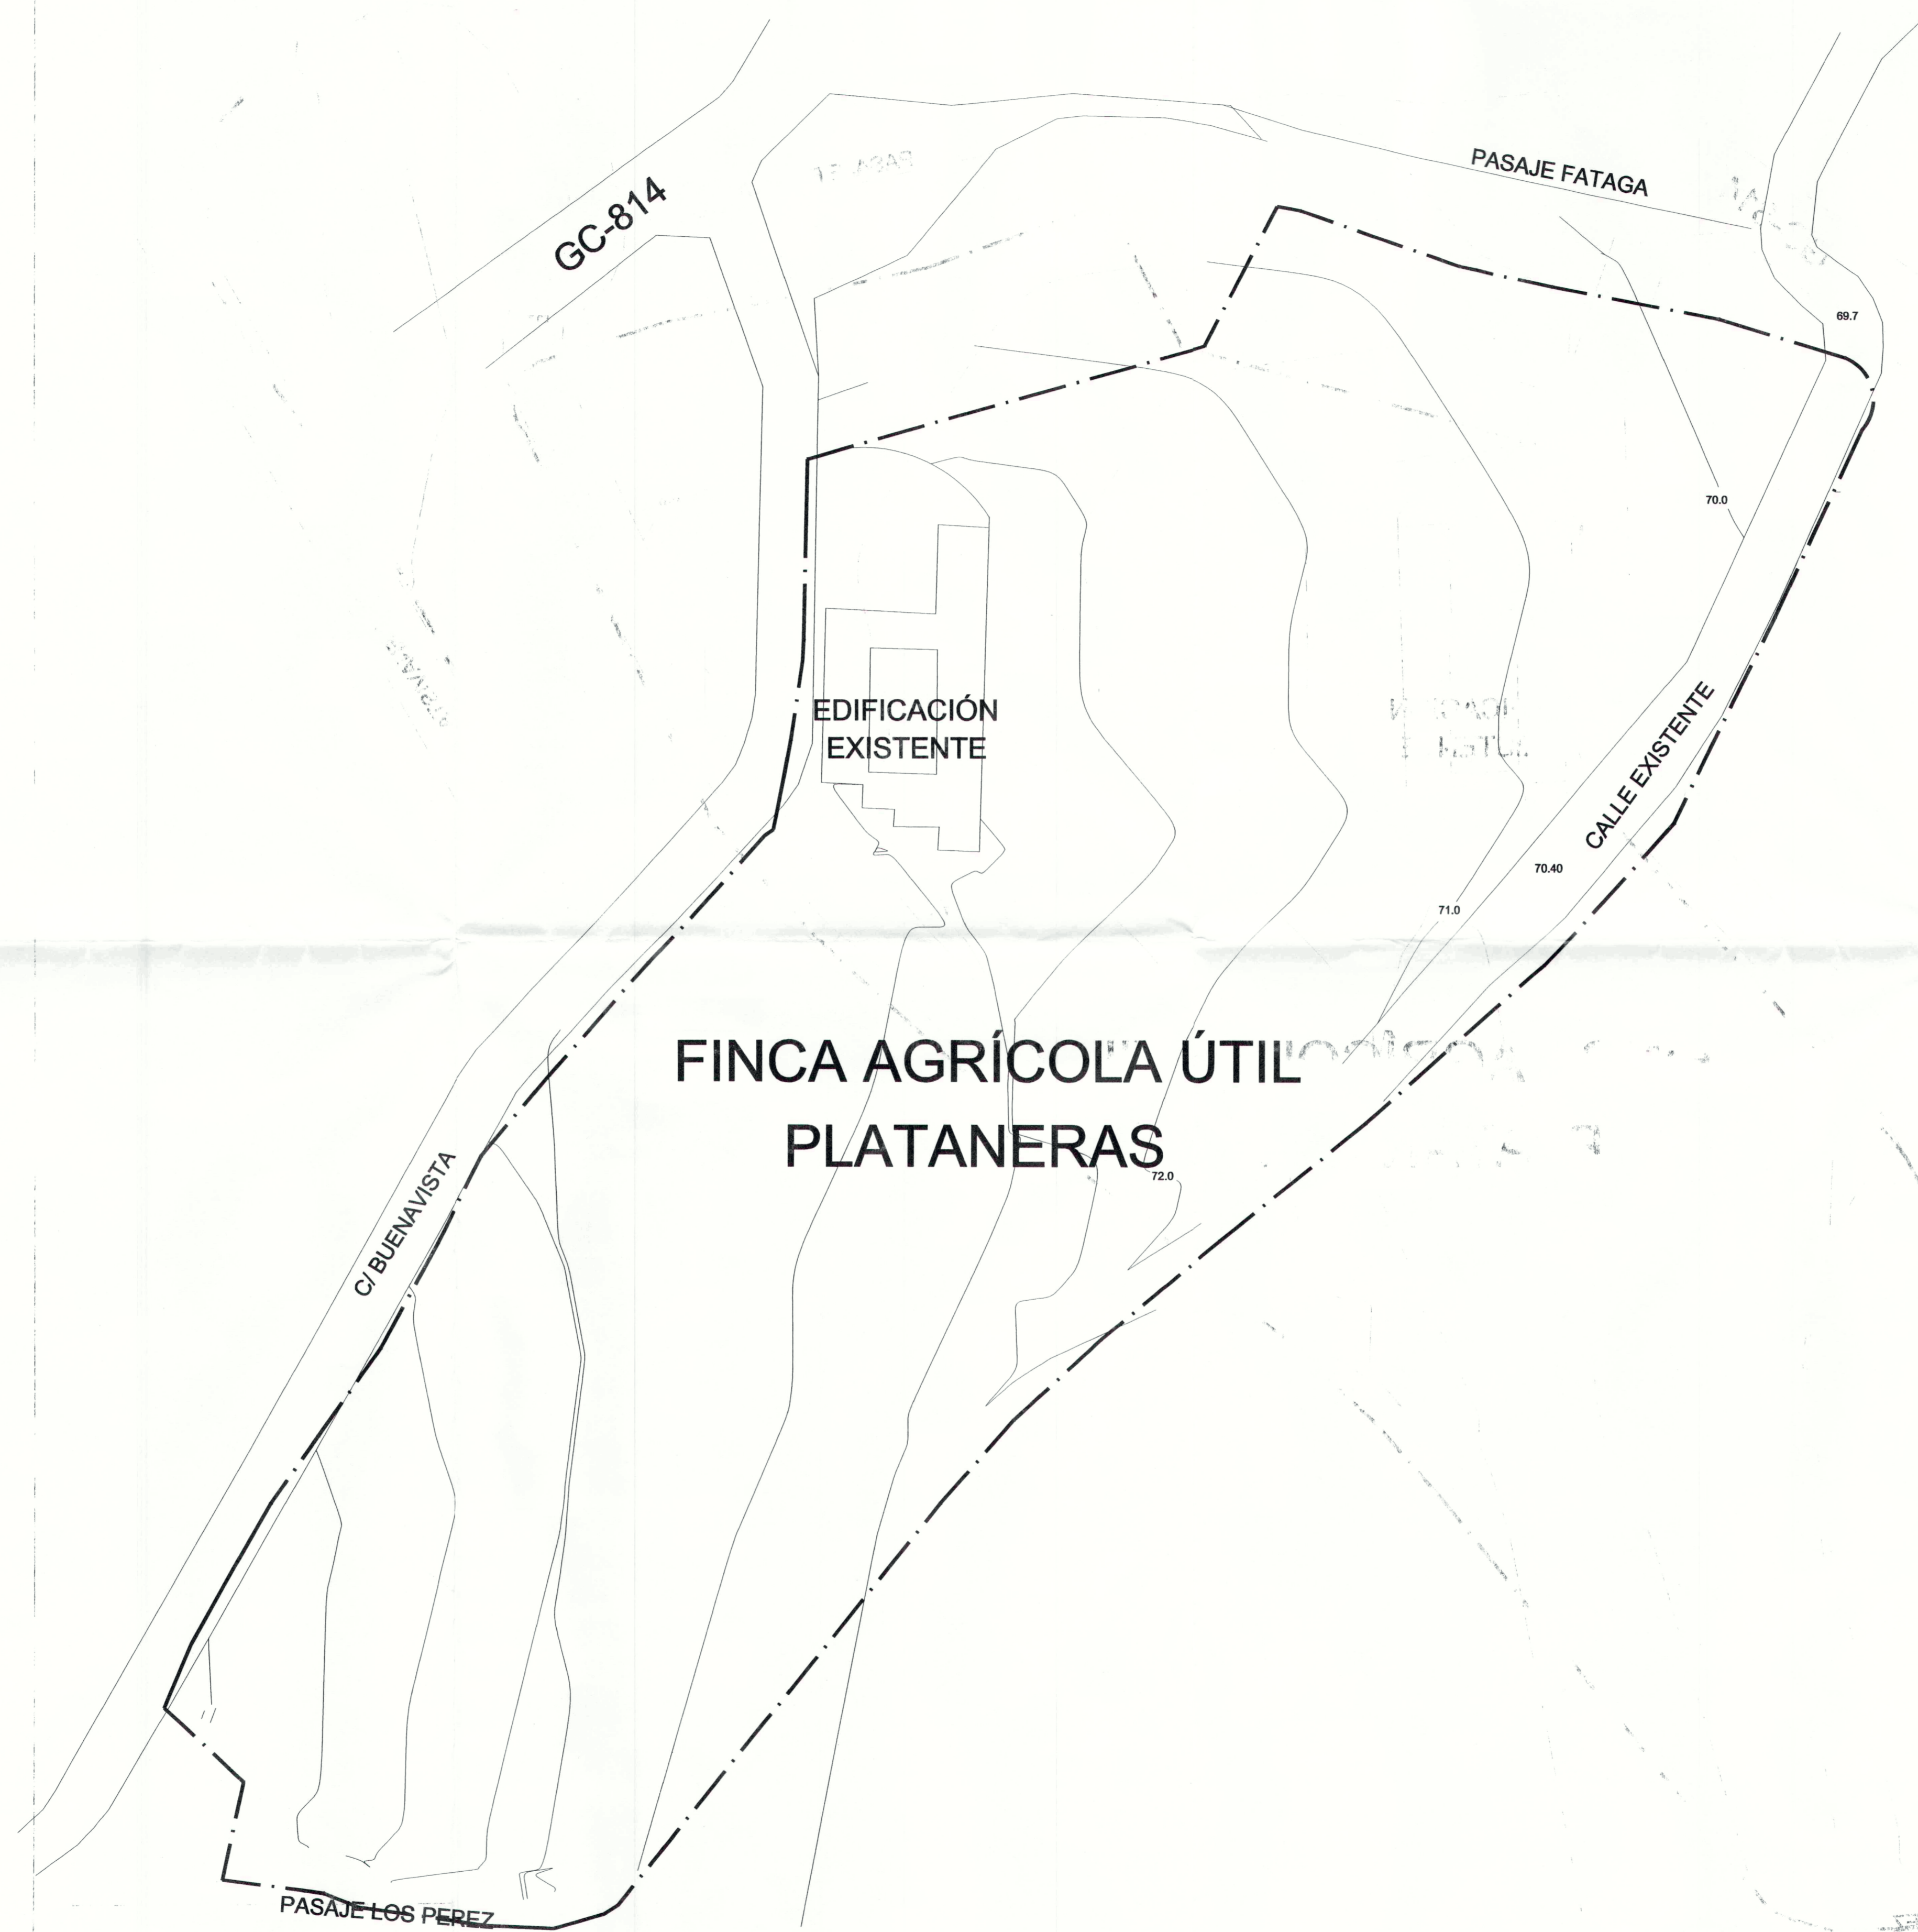 PASAJE FATAGA
GC-814
69.7
70.0
EDIFICACIÓN
EXISTENTE
CALLE EXISTENTE
70.40
71.0
FINCA AGRÍCOLA ÚTIL
PLATANERAS
72.0
C/ BUENAVISTA
PASAJE LOS PEREZ